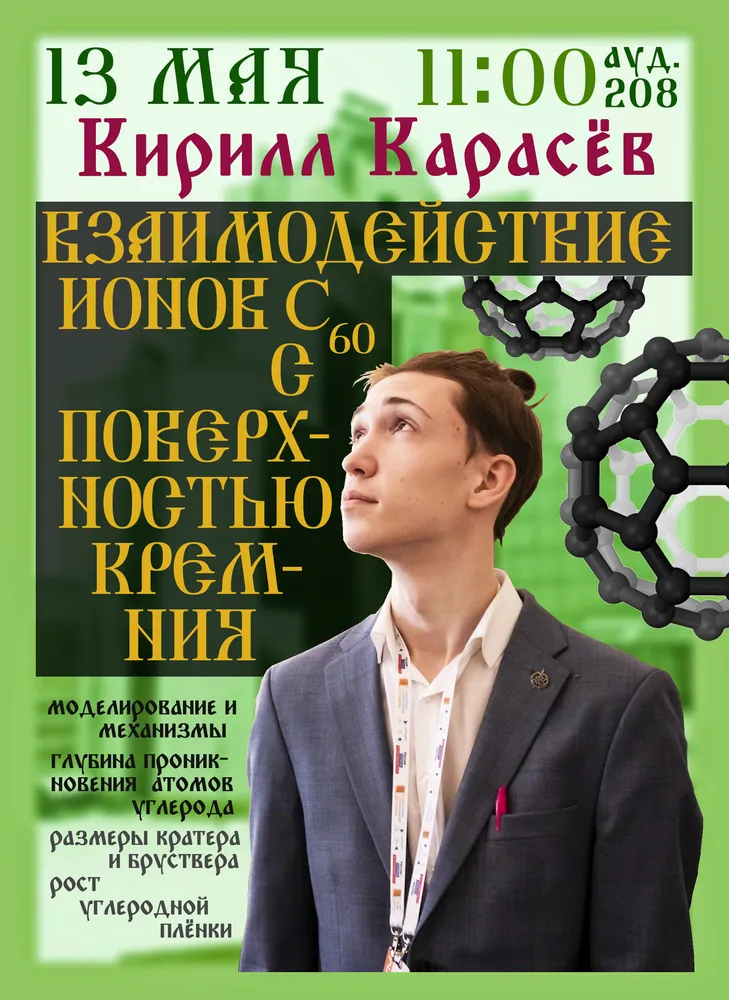 13 МАЯ 11:00 ауд. 208
Кирилл Карасёв
ВЗАИМОДЕЙСТВИЕ
ИОНОВ C60
С
ПОВЕРХ-
НОСТЬЮ
КРЕМ-
НИЯ
моделирование и
механизмы
глубина проник-
новения атомов
углерода
размеры кратера
и бруствера
рост
углеродной
плёнки